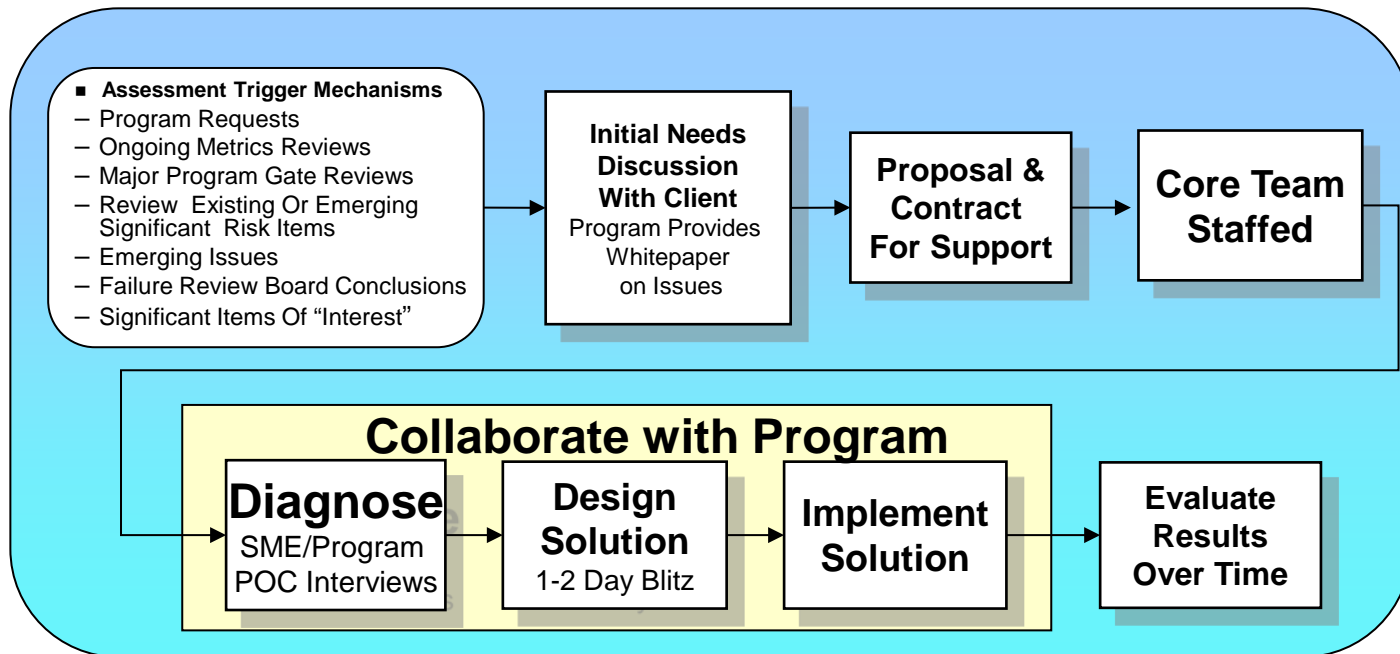 ■ Assessment Trigger Mechanisms
– Program Requests
– Ongoing Metrics Reviews
– Major Program Gate Reviews
– Review Existing Or Emerging
Significant Risk Items
– Emerging Issues
– Failure Review Board Conclusions
– Significant Items Of “Interest”
Initial Needs
Discussion
With Client
Program Provides
Whitepaper
on Issues
Proposal &
Contract
For Support
Core Team
Staffed
Collaborate with Program
Diagnose
SME/Program
POC Interviews
Design
Solution
1-2 Day Blitz
Implement
Solution
Evaluate
Results
Over Time